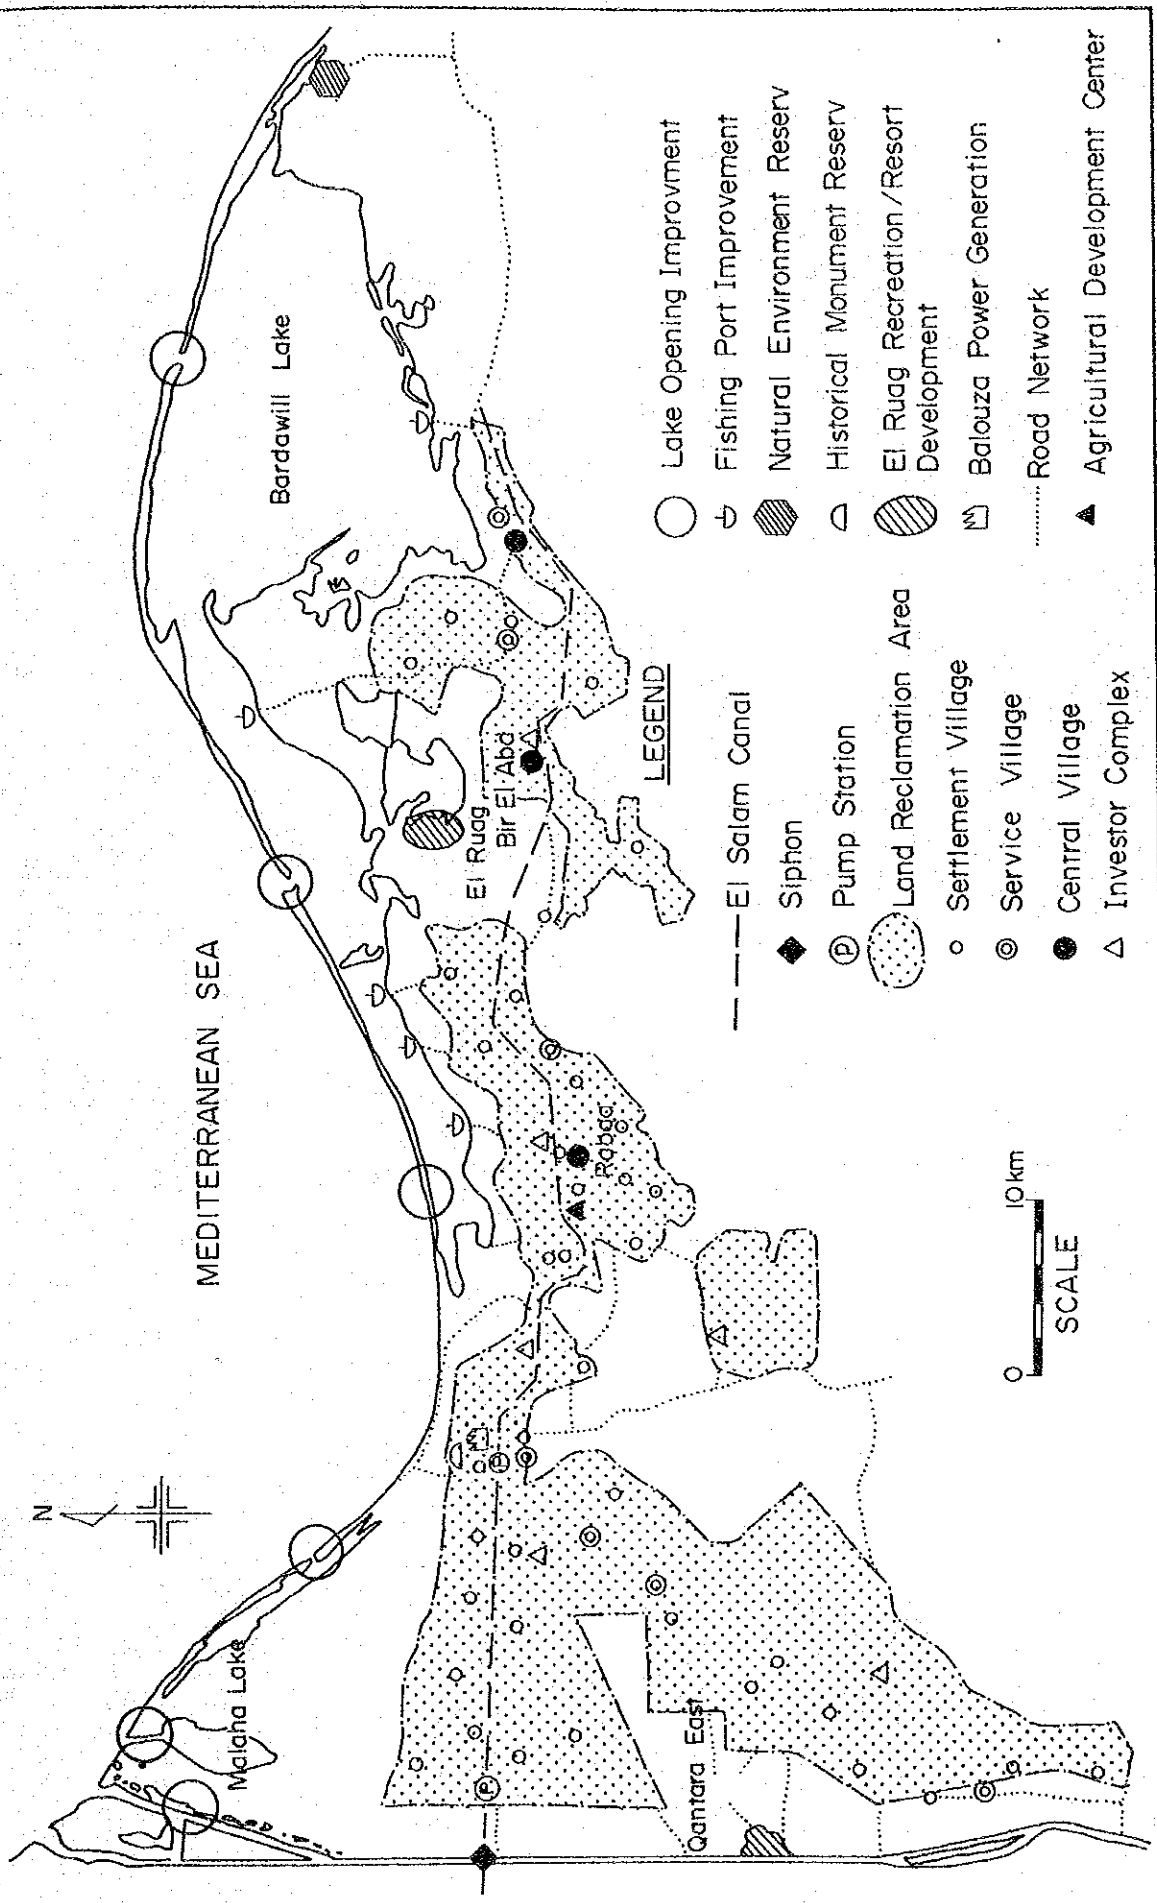 N
MEDITERRANEAN SEA
Malaha Lake
Bardawill Lake
El Ruag
Bir El Abd
Rabaa
Qantara East
P
P
0
10km
SCALE
LEGEND
El Salam Canal
Siphon
P
Pump Station
Land Reclamation Area
Settlement Village
Service Village
Central Village
Investor Complex
Lake Opening Improvment
Fishing Port Improvement
Natural Environment Reserv
Historical Monument Reserv
El Ruag Recreation/Resort
Development
Balouza Power Generation
Road Network
Agricultural Development Center